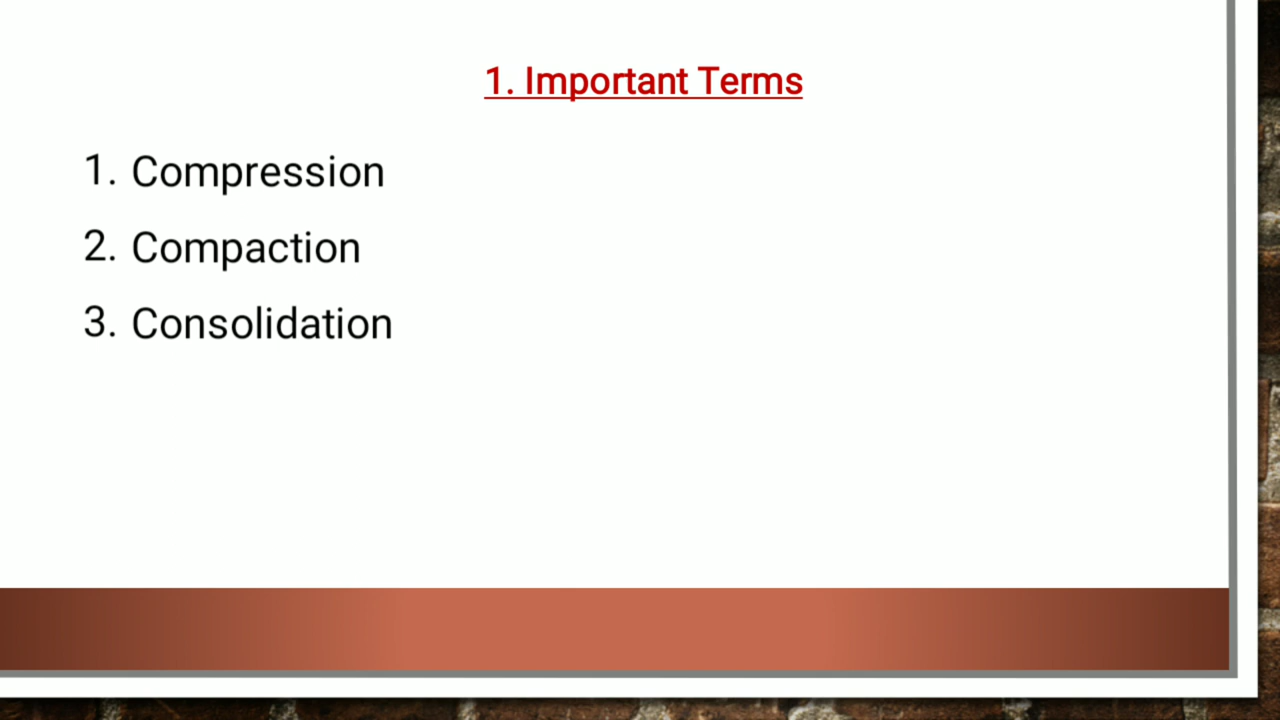 1. Important Terms
1. Compression
2. Compaction
3. Consolidation